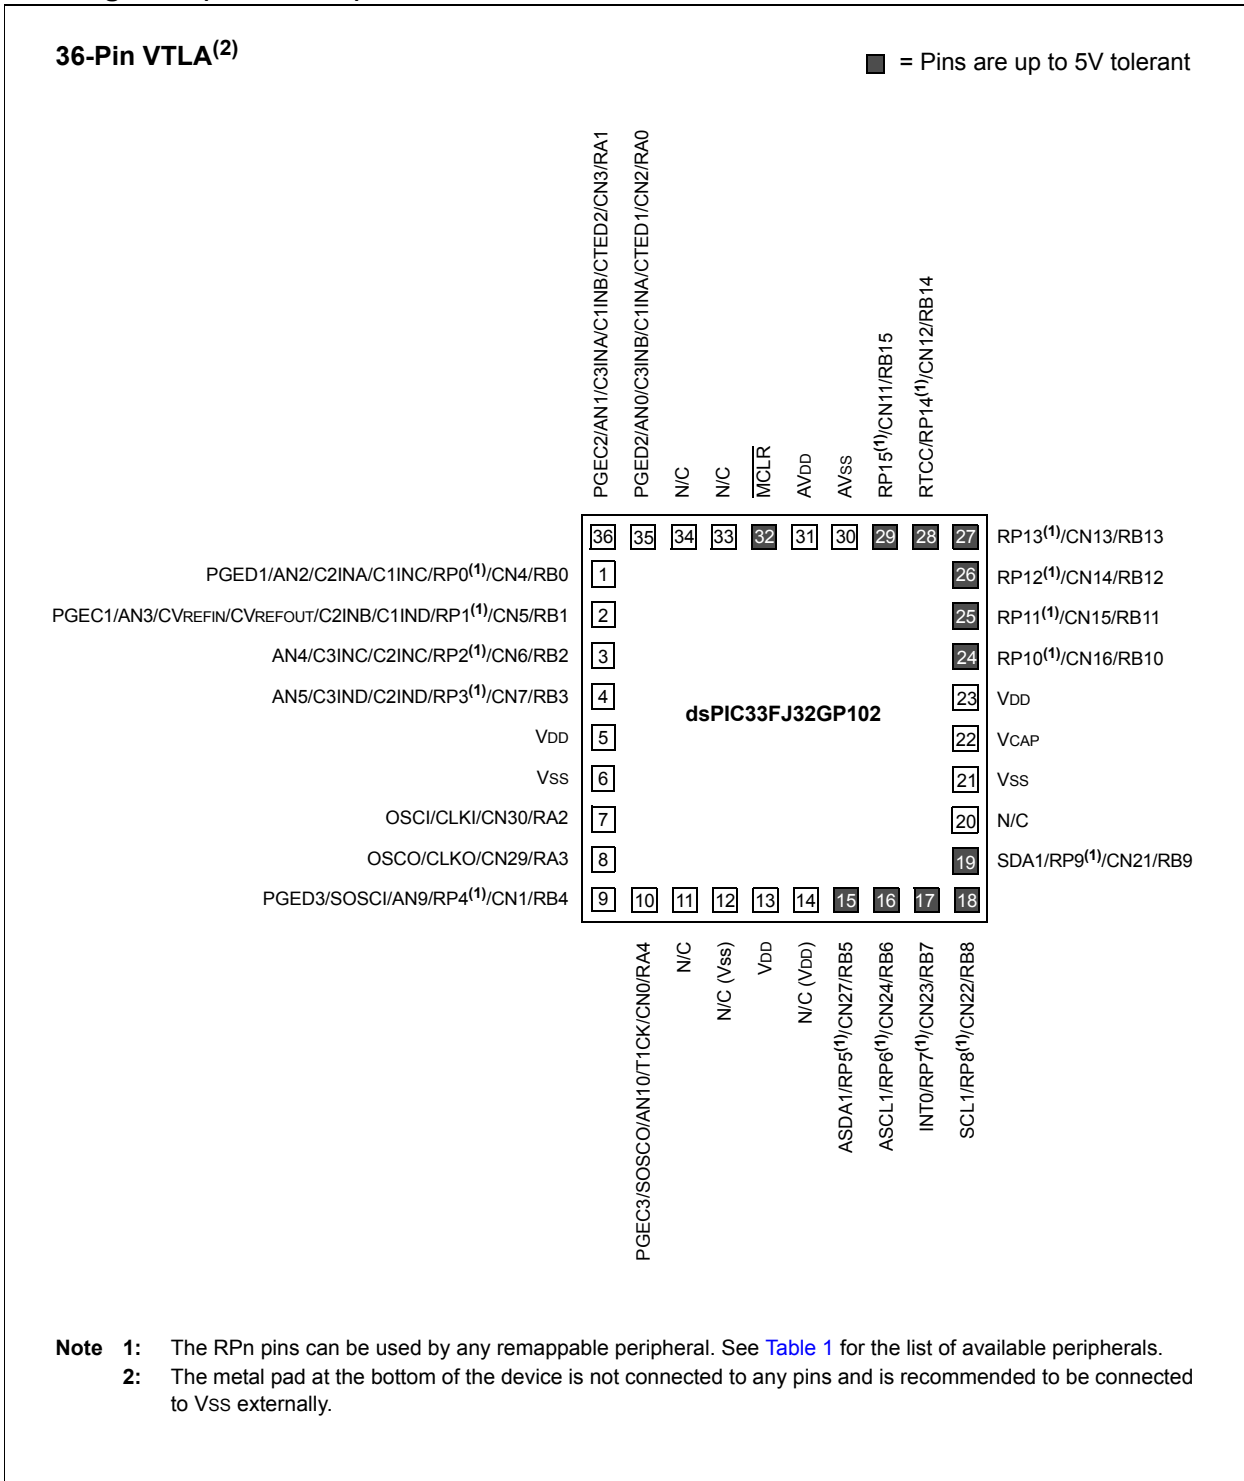 36-Pin VTLA(2)
= Pins are up to 5V tolerant
PGEC2/AN1/C3INA/C1INB/CTED2/CN3/RA1
PGED2/AN0/C3INB/C1INA/CTED1/CN2/RA0
N/C
N/C
MCLR
AVDD
AVSS
RP15(1)/CN11/RB15
RTCC/RP14(1)/CN12/RB14
36 35 34 33 32 31 30 29 28 27
RP13(1)/CN13/RB13
PGED1/AN2/C2INA/C1INC/RP0(1)/CN4/RB0 1
26 RP12(1)/CN14/RB12
PGEC1/AN3/CVREFIN/CVREFOUT/C2INB/C1IND/RP1(1)/CN5/RB1 2
25 RP11(1)/CN15/RB11
AN4/C3INC/C2INC/RP2(1)/CN6/RB2 3
24 RP10(1)/CN16/RB10
AN5/C3IND/C2IND/RP3(1)/CN7/RB3 4
dsPIC33FJ32GP102
23 VDD
VDD 5
22 VCAP
VSS 6
21 VSS
OSCI/CLKI/CN30/RA2 7
20 N/C
OSCO/CLKO/CN29/RA3 8
19 SDA1/RP9(1)/CN21/RB9
PGED3/SOSCI/AN9/RP4(1)/CN1/RB4 9
10 11 12 13 14 15 16 17 18
PGEC3/SOSCO/AN10/T1CK/CN0/RA4
N/C
N/C (Vss)
VDD
N/C (VDD)
ASDA1/RP5(1)/CN27/RB5
ASCL1/RP6(1)/CN24/RB6
INT0/RP7(1)/CN23/RB7
SCL1/RP8(1)/CN22/RB8
Note 1: The RPn pins can be used by any remappable peripheral. See Table 1 for the list of available peripherals.
2: The metal pad at the bottom of the device is not connected to any pins and is recommended to be connected
to VSS externally.